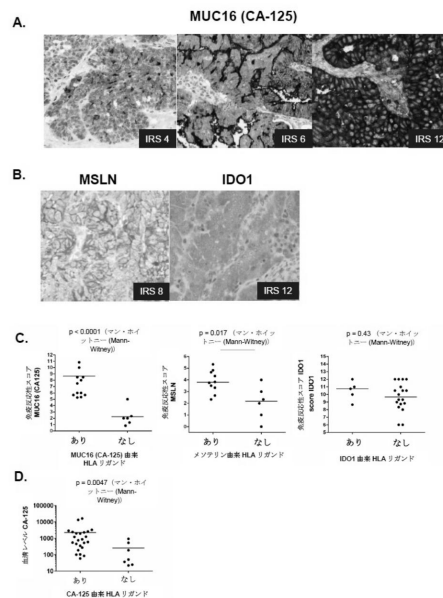 MUC16 (CA-125)
A.
IRS 4
IRS 6
IRS 12
B.
MSLN
IDO1
IRS 8
IRS 12
C.
p < 0.0001 (マン・ホイ
ットニー (Mann-
Witney))
免疫反応性スコア
MUC16 (CA125)
15
10
5
0
あり
なし
MUC16 (CA-125) 由来
HLA リガンド
p = 0.017 (マン・ホイッ
トニー (Mann-Witney))
免疫反応性スコア
MSLN
6
4
2
0
あり
なし
メソテリン由来 HLA リガンド
p = 0.43 (マン・ホイッ
トニー (Mann-Witney))
免疫反応性スコア IDO1
score IDO1
あり
なし
IDO1 由来 HLA リガンド
D.
p = 0.0047 (マン・ホイ
ットニー (Mann-
Witney))
血清レベル CA-125
100000
10000
1000
100
10
あり
なし
CA-125 由来 HLA リガンド